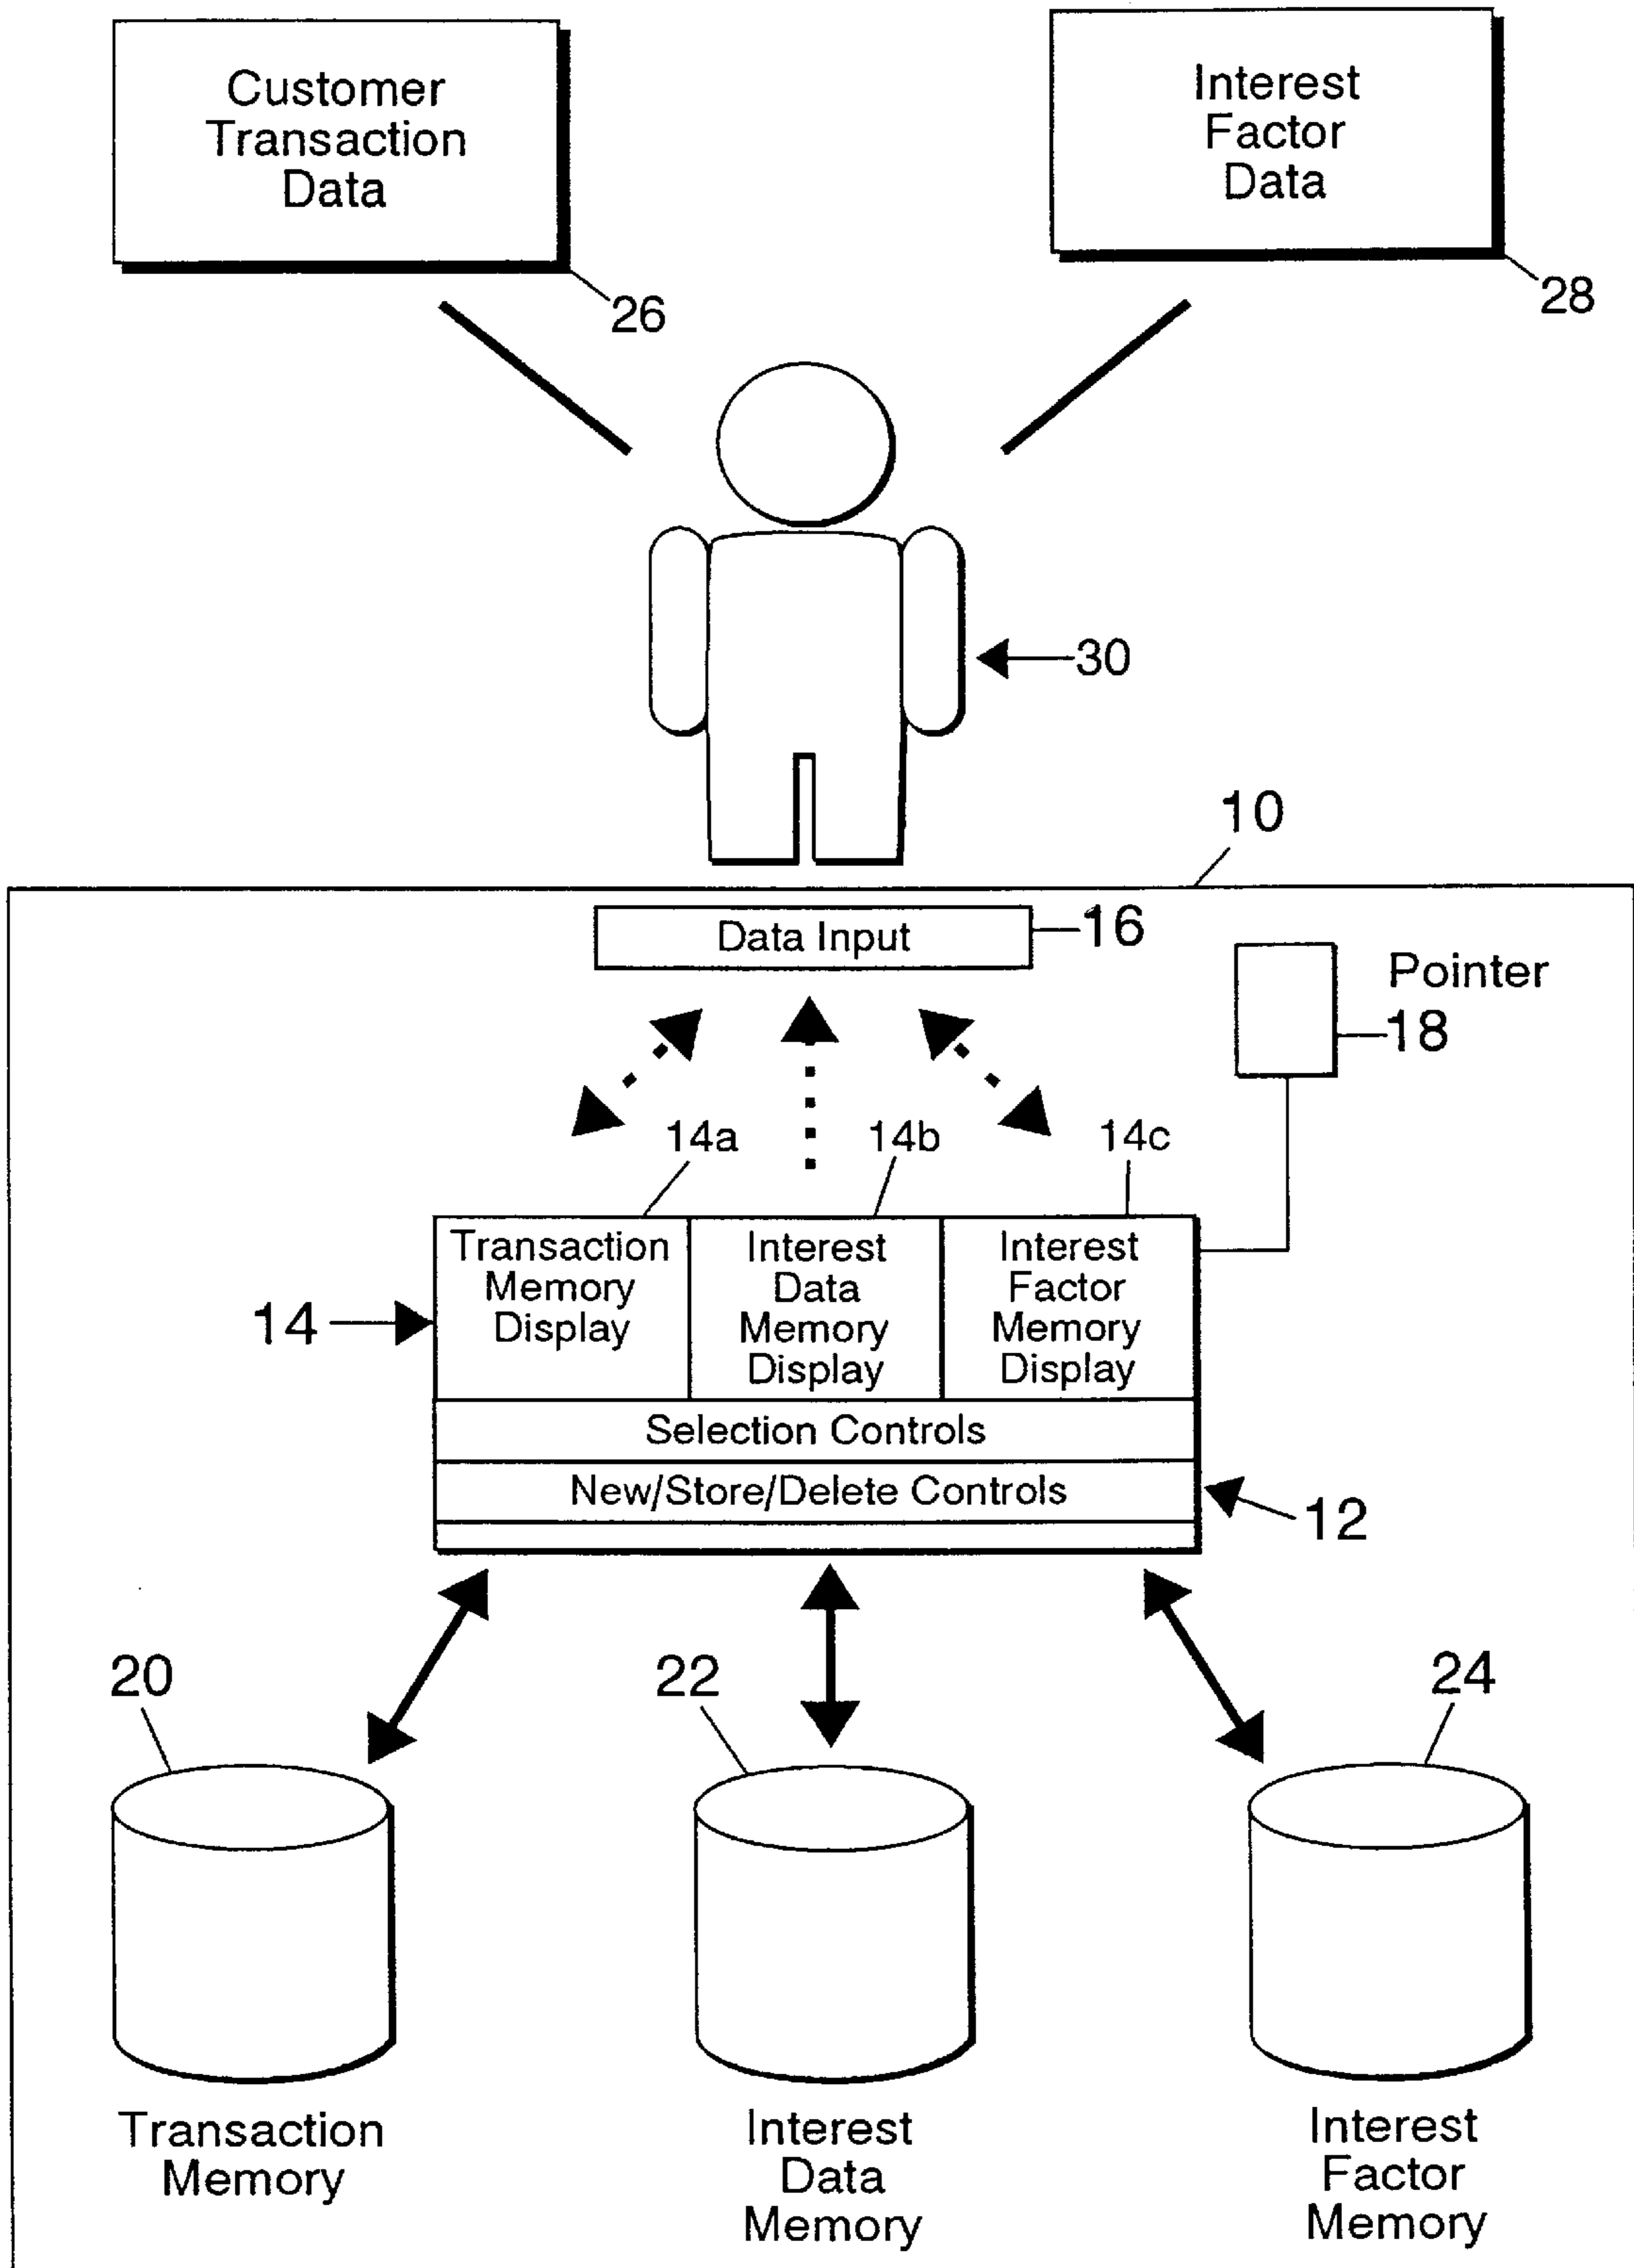 Customer
Transaction
Data
26
Interest
Factor
Data
28
30
10
Data Input
16
Pointer
18
14a
14b
14c
Transaction
Memory
Display
Interest
Data
Memory
Display
Interest
Factor
Memory
Display
14
Selection Controls
New/Store/Delete Controls
12
20
22
24
Transaction
Memory
Interest
Data
Memory
Interest
Factor
Memory